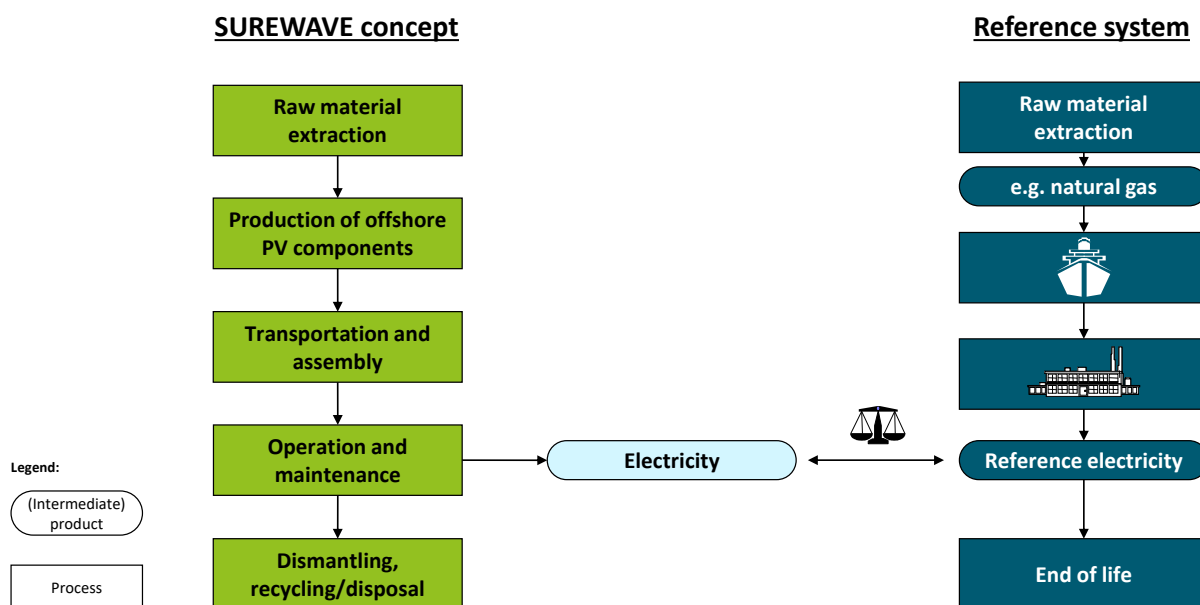 SUREWAVE concept
Raw material
extraction
Production of offshore
PV components
Transportation and
assembly
Operation and
maintenance
Dismantling,
recycling/disposal
Electricity
Reference system
Raw material
extraction
e.g. natural gas
Reference electricity
End of life
Legend:
(Intermediate)
product
Process